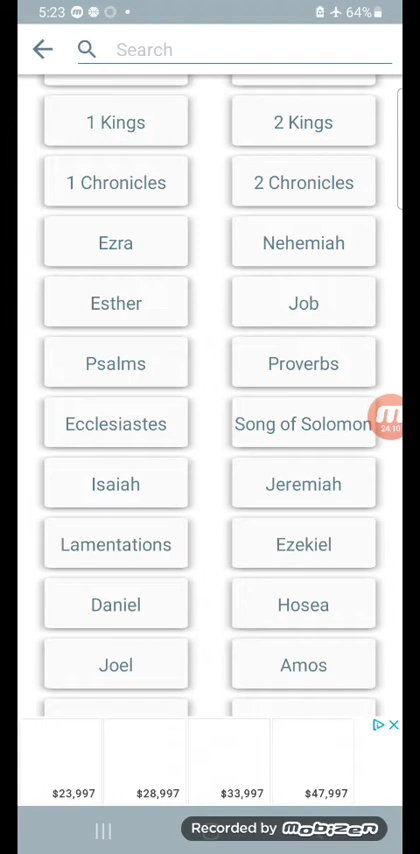 5:23 64%
Search
1 Kings 2 Kings
1 Chronicles 2 Chronicles
Ezra Nehemiah
Esther Job
Psalms Proverbs
Ecclesiastes Song of Solomon
24:10
Isaiah Jeremiah
Lamentations Ezekiel
Daniel Hosea
Joel Amos
$23,997 $28,997 $33,997 $47,997
Recorded by mobizen